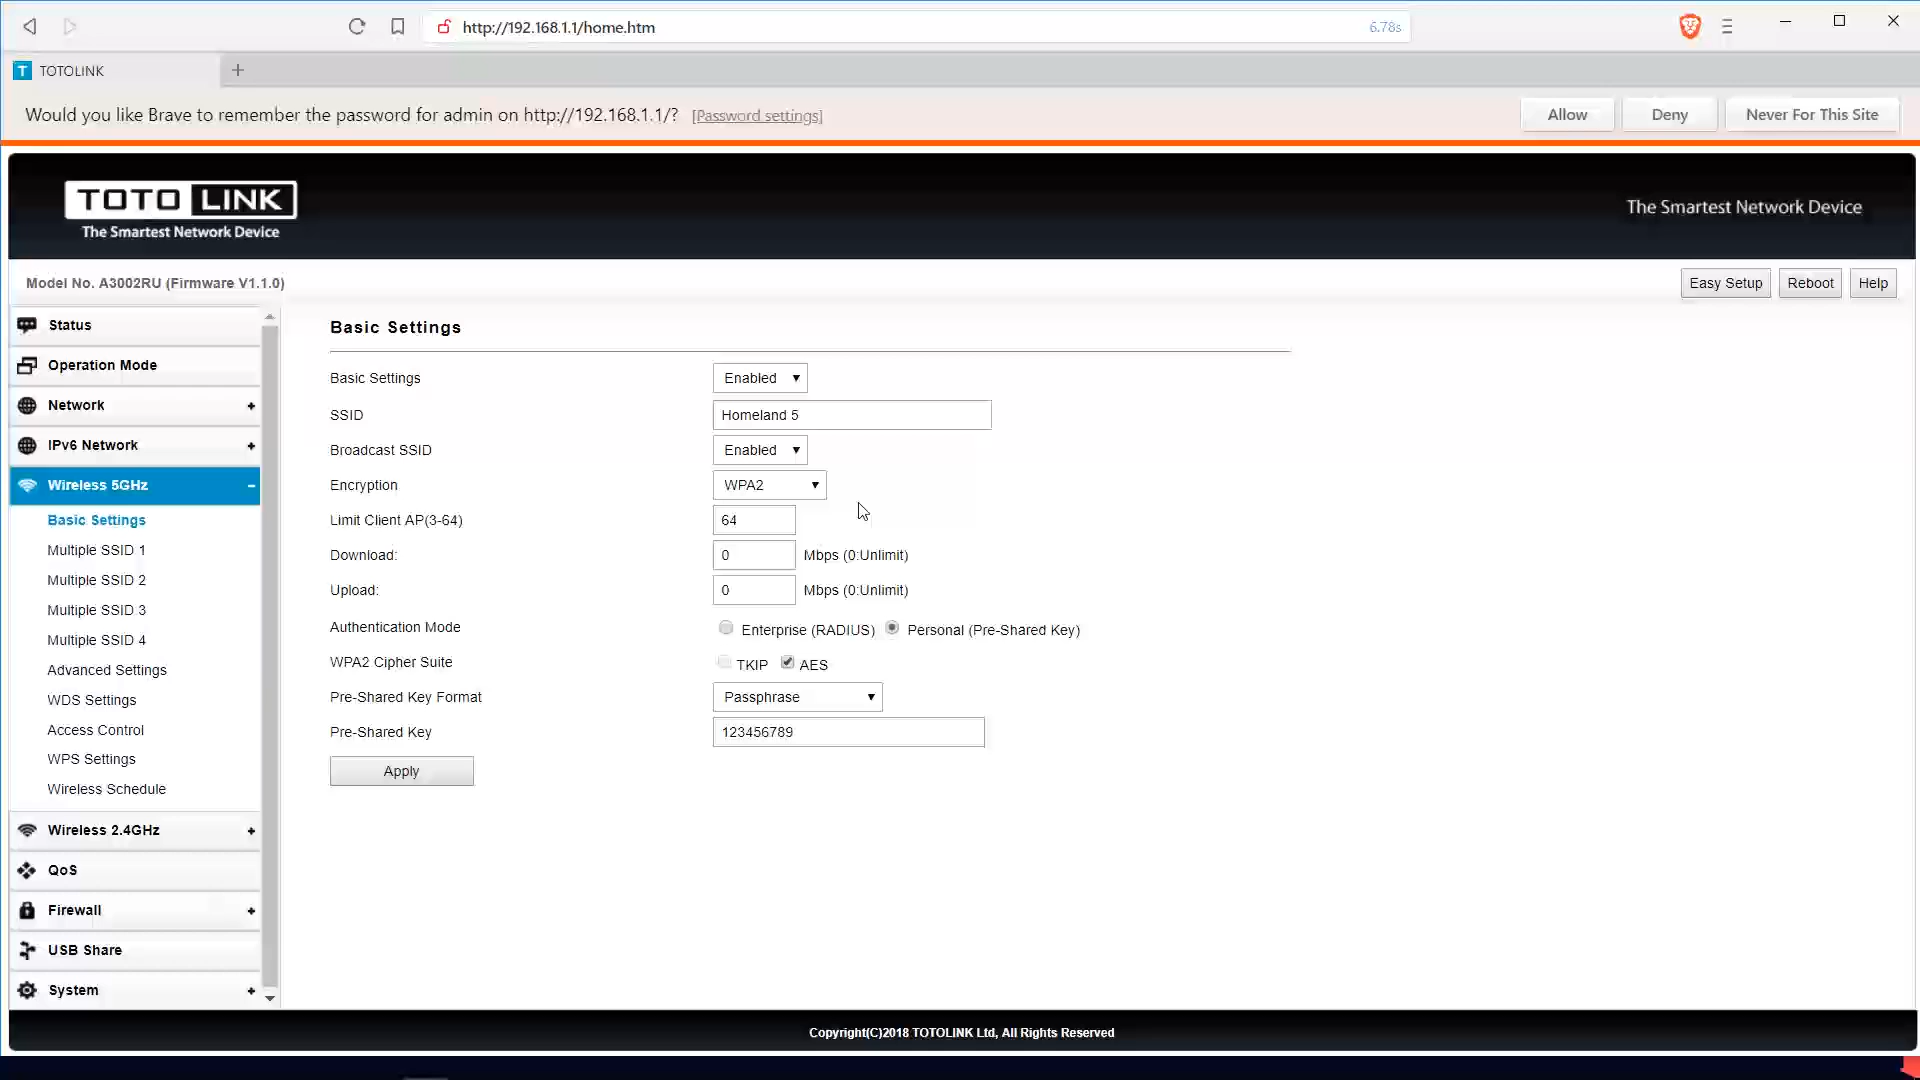 http://192.168.1.1/home.htm 6.78s
T TOTOLINK +
Would you like Brave to remember the password for admin on http://192.168.1.1/? [Password settings] Allow Deny Never For This Site
TOTO LINK
The Smartest Network Device
The Smartest Network Device
Model No. A3002RU (Firmware V1.1.0) Easy Setup Reboot Help
Status
Operation Mode
Network +
IPv6 Network +
Wireless 5GHz −
Basic Settings
Multiple SSID 1
Multiple SSID 2
Multiple SSID 3
Multiple SSID 4
Advanced Settings
WDS Settings
Access Control
WPS Settings
Wireless Schedule
Wireless 2.4GHz +
QoS
Firewall +
USB Share
System +
Basic Settings
Basic Settings Enabled
SSID Homeland 5
Broadcast SSID Enabled
Encryption WPA2
Limit Client AP(3-64) 64
Download: 0 Mbps (0:Unlimit)
Upload: 0 Mbps (0:Unlimit)
Authentication Mode Enterprise (RADIUS) Personal (Pre-Shared Key)
WPA2 Cipher Suite TKIP AES
Pre-Shared Key Format Passphrase
Pre-Shared Key 123456789
Apply
Copyright(C)2018 TOTOLINK Ltd, All Rights Reserved